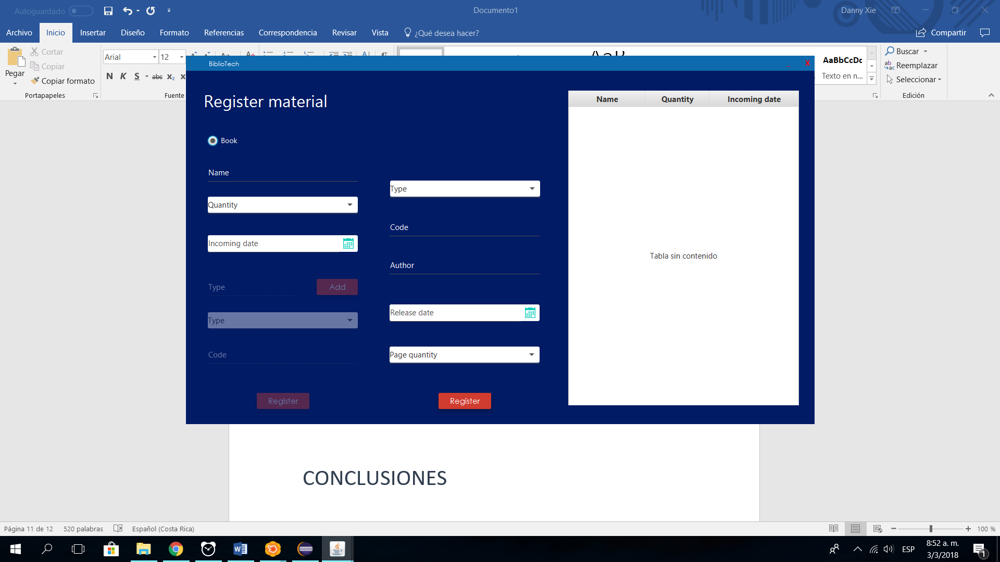 Autoguardado
Documento1
Danny Xie
Archivo Inicio Insertar Diseño Formato Referencias Correspondencia Revisar Vista ¿Qué desea hacer? Compartir
Pegar
Cortar
Copiar
Copiar formato
Portapapeles
Arial 12
N K S abc x₂ x
Fuente
AaBbCcDc
Texto en n...
Buscar
Reemplazar
Seleccionar
Edición
BiblioTech X
Register material
Book
Name
Quantity
Incoming date
Type Add
Type
Code
Register
Type
Code
Author
Release date
Page quantity
Register
Name Quantity Incoming date
Tabla sin contenido
CONCLUSIONES
Página 11 de 12 520 palabras Español (Costa Rica) 100 %
ESP
8:52 a. m.
3/3/2018
1